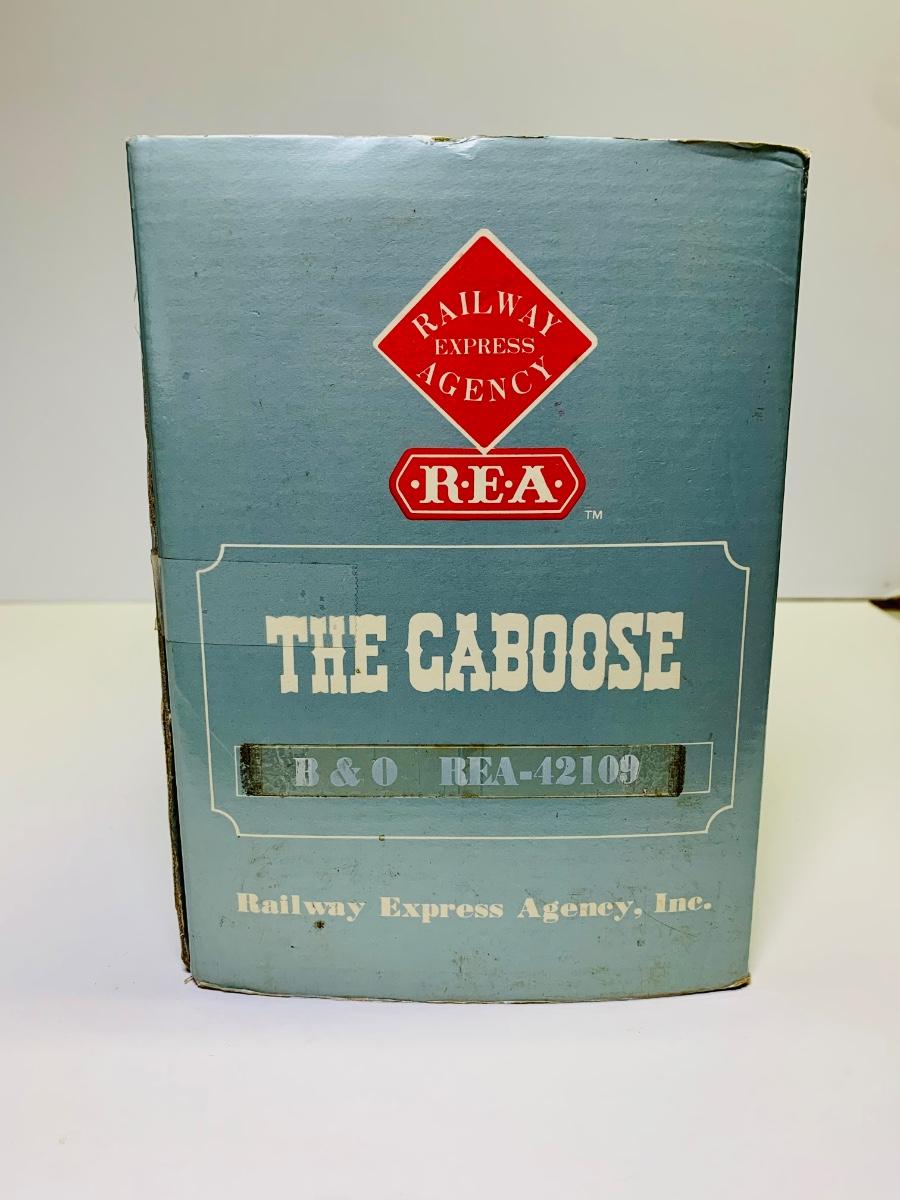 RAILWAY
EXPRESS
AGENCY
·R·E·A·
TM
THE CABOOSE
B & O REA-42109
Railway Express Agency, Inc.